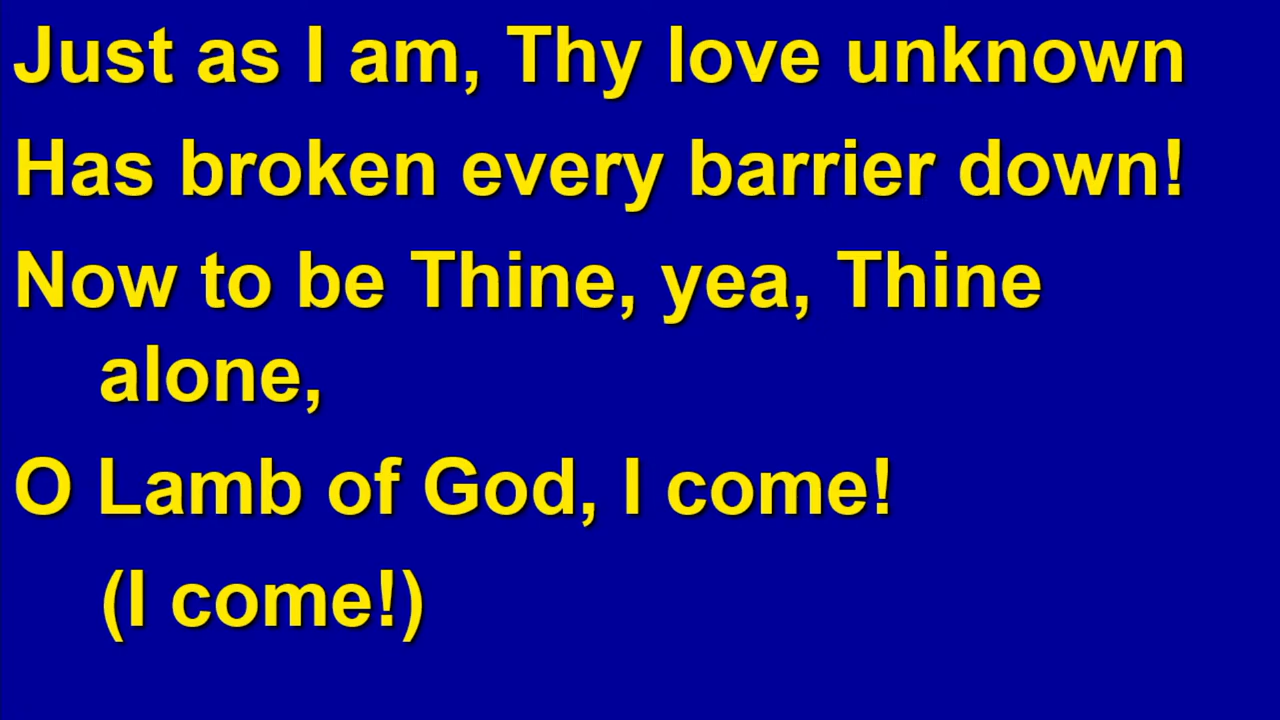 Just as I am, Thy love unknown
Has broken every barrier down!
Now to be Thine, yea, Thine
alone,
O Lamb of God, I come!
(I come!)